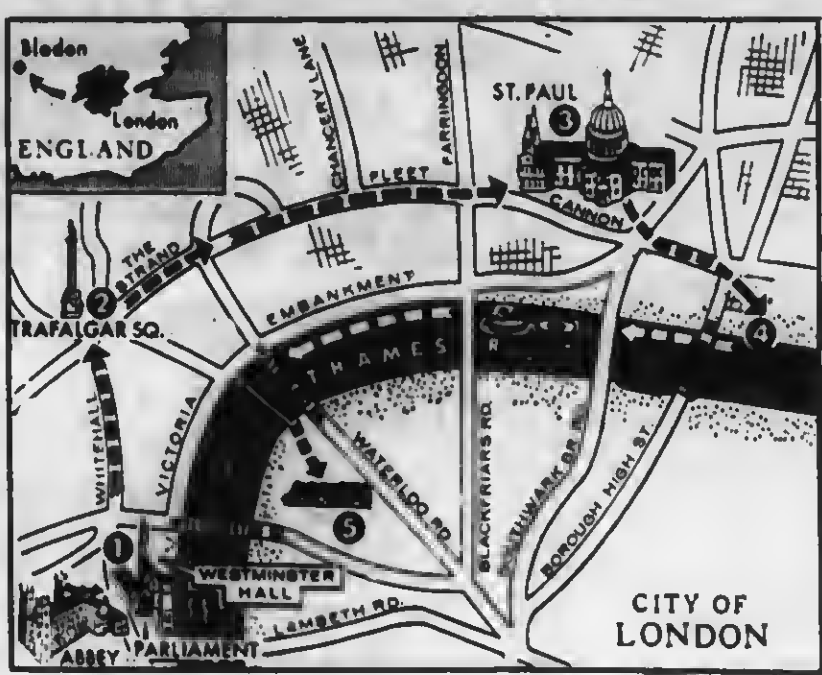 Bladon
London
ENGLAND
CHANCERY LANE
FARRINGDON
ST. PAUL
3
FLEET
CANNON
THE
STRAND
2
TRAFALGAR SQ.
EMBANKMENT
THAMES
R
4
WHITEHALL
VICTORIA
WATERLOO RD.
BLACKFRIARS RD.
SOUTHWARK BR. R.
BOROUGH HIGH ST.
5
1
WESTMINSTER
HALL
LAMBETH RD.
ABBEY
PARLIAMENT
CITY OF
LONDON